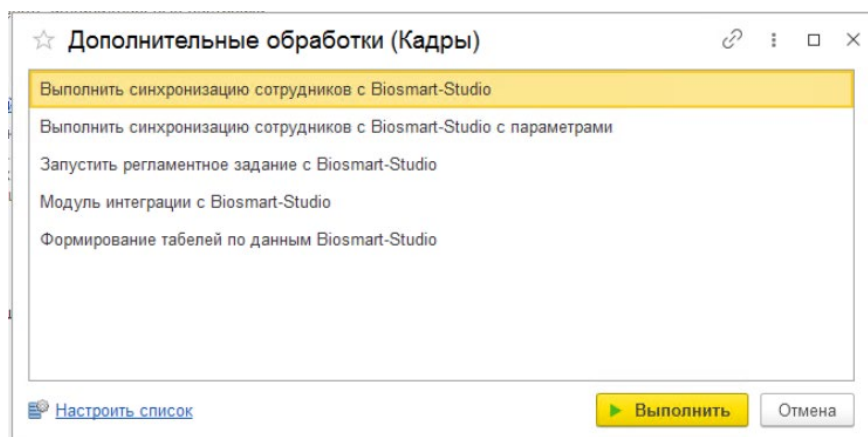 Дополнительные обработки (Кадры)
Выполнить синхронизацию сотрудников с Biosmart-Studio
Выполнить синхронизацию сотрудников с Biosmart-Studio с параметрами
Запустить регламентное задание с Biosmart-Studio
Модуль интеграции с Biosmart-Studio
Формирование табелей по данным Biosmart-Studio
Настроить список
Выполнить
Отмена